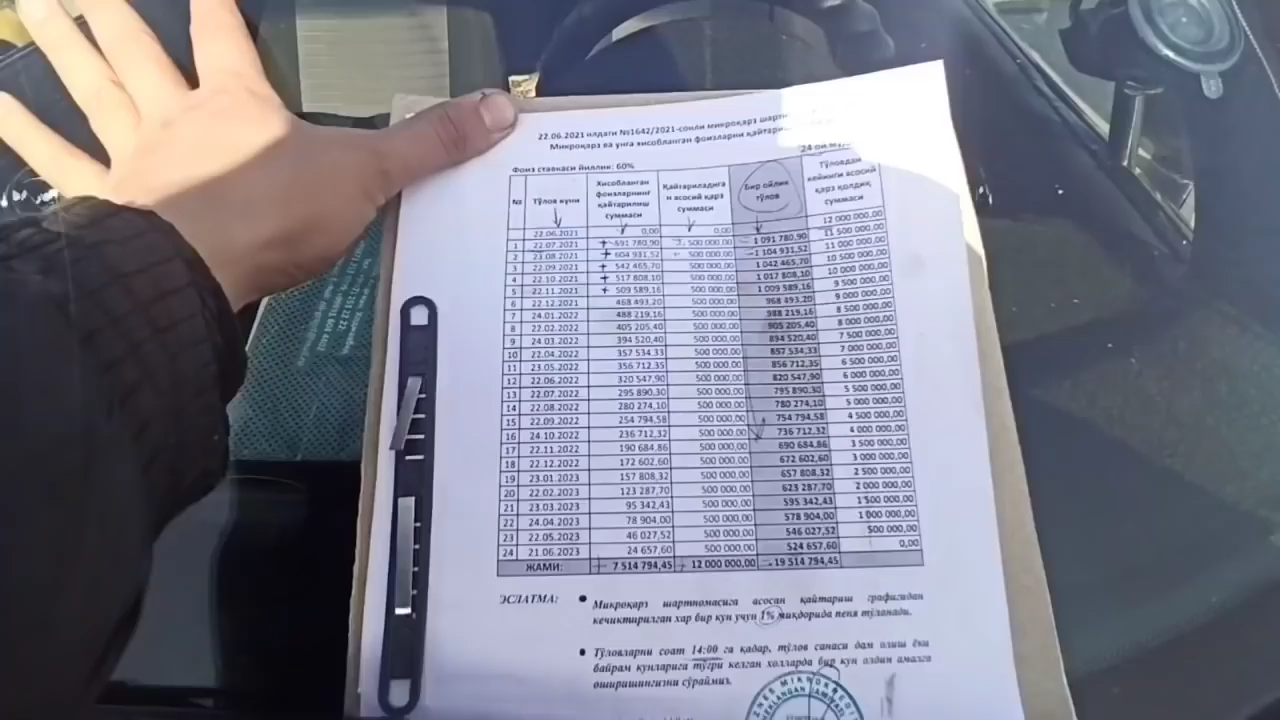 22.06.2021 илдаги №1642/2021-сонли микроқарз
Микроқарз ва унга хисобланган фоизларни
Фоиз ставкаси йиллик: 60%
№ Тўлов куни Хисобланган фоизларнинг қайтарилиш суммаси Қайтариладиган асосий қарз суммаси Бир ойлик тўлов Тўловдан кейинги асосий қарз қолдиқ суммаси
22.06.2021 0,00 0,00 12 000 000,00
1 22.07.2021 591 780,90 500 000,00 1 091 780,90 11 500 000,00
2 23.08.2021 604 931,52 500 000,00 1 104 931,52 11 000 000,00
3 22.09.2021 542 465,70 500 000,00 1 042 465,70 10 500 000,00
4 22.10.2021 517 808,10 500 000,00 1 017 808,10 10 000 000,00
5 22.11.2021 509 589,16 500 000,00 1 009 589,16 9 500 000,00
6 22.12.2021 468 493,20 500 000,00 968 493,20 9 000 000,00
7 24.01.2022 488 219,16 500 000,00 988 219,16 8 500 000,00
8 22.02.2022 405 205,40 500 000,00 905 205,40 8 000 000,00
9 24.03.2022 394 520,40 500 000,00 894 520,40 7 500 000,00
10 22.04.2022 357 534,33 500 000,00 857 534,33 7 000 000,00
11 23.05.2022 356 712,35 500 000,00 856 712,35 6 500 000,00
12 22.06.2022 320 547,90 500 000,00 820 547,90 6 000 000,00
13 22.07.2022 295 890,30 500 000,00 795 890,30 5 500 000,00
14 22.08.2022 280 274,10 500 000,00 780 274,10 5 000 000,00
15 22.09.2022 254 794,58 500 000,00 754 794,58 4 500 000,00
16 24.10.2022 236 712,32 500 000,00 736 712,32 4 000 000,00
17 22.11.2022 190 684,86 500 000,00 690 684,86 3 500 000,00
18 22.12.2022 172 602,60 500 000,00 672 602,60 3 000 000,00
19 23.01.2023 157 808,32 500 000,00 657 808,32 2 500 000,00
20 22.02.2023 123 287,70 500 000,00 623 287,70 2 000 000,00
21 23.03.2023 95 342,43 500 000,00 595 342,43 1 500 000,00
22 24.04.2023 78 904,00 500 000,00 578 904,00 1 000 000,00
23 22.05.2023 46 027,52 500 000,00 546 027,52 500 000,00
24 21.06.2023 24 657,60 500 000,00 524 657,60 0,00
ЖАМИ: 7 514 794,45 12 000 000,00 19 514 794,45
ЭСЛАТМА: • Микроқарз шартномасига асосан қайтариш графигидан
кечиктирилган хар бир кун учун 1% миқдорида пеня тўланади.
• Тўловларни соат 14:00 га қадар, тўлов санаси дам олиш ёки
байрам кунларига тўғри келган холларда бир кун олдин амалга
оширишингизни сўраймиз.